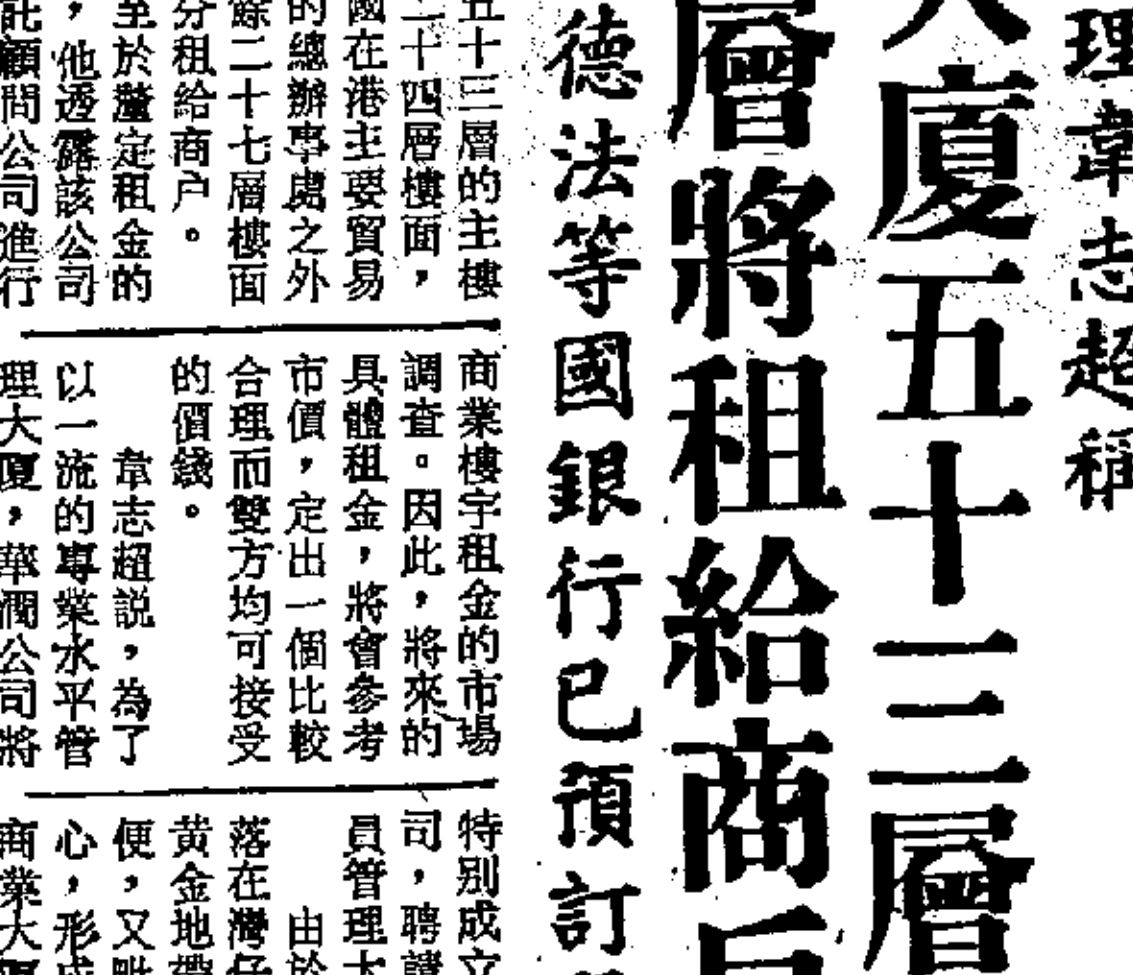 理韋志超稱
大廈五十三層
層將租給商戶
德法等國銀行已預訂
五十三層的主樓
二十四層樓面，
國在港主要貿易
的總辦事處之外
餘二十七層樓面
分租給商户。
至於釐定租金的
，他透露該公司
託顧問公司進行
商業樓宇租金的市場
調查。因此，將來的
具體租金，將會參考
市價，定出一個比較
合理而雙方均可接受
的價錢。
韋志超説，為了
以一流的專業水平管
理大廈，華潤公司將
特別成立
司，聘請
員管理大
由於
落在灣仔
黃金地帶
便，又毗
心，形成
商業大廈